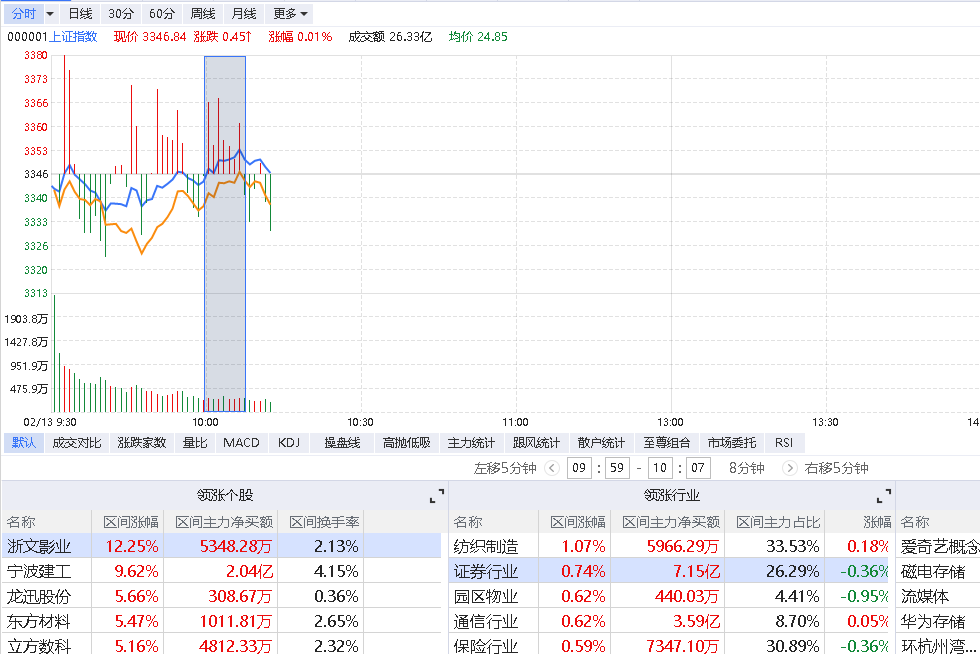 分时 日线 30分 60分 周线 月线 更多
000001上证指数 现价 3346.84 涨跌 0.45↑ 涨幅 0.01% 成交额 26.33亿 均价 24.85
3380
3373
3366
3360
3353
3346
3340
3333
3326
3320
3313
1903.8万
1427.8万
951.9万
475.9万
02/13 9:30 10:00 10:30 11:00 13:00 13:30 14
默认 成交对比 涨跌家数 量比 MACD KDJ 操盘线 高抛低吸 主力统计 跟风统计 散户统计 至尊组合 市场委托 RSI
左移5分钟 09 : 59 - 10 : 07 8分钟 右移5分钟
领涨个股 领涨行业
名称 区间涨幅 区间主力净买额 区间换手率 名称 区间涨幅 区间主力净买额 区间主力占比 涨幅 名称
浙文影业 12.25% 5348.28万 2.13% 纺织制造 1.07% 5966.29万 33.53% 0.18% 爱奇艺概念
宁波建工 9.62% 2.04亿 4.15% 证券行业 0.74% 7.15亿 26.29% -0.36% 磁电存储
龙迅股份 5.66% 308.67万 0.36% 园区物业 0.62% 440.03万 4.41% -0.95% 流媒体
东方材料 5.47% 1011.81万 2.65% 通信行业 0.62% 3.59亿 8.70% 0.05% 华为存储
立方数科 5.16% 4812.33万 2.32% 保险行业 0.59% 7347.10万 30.89% -0.36% 环杭州湾...